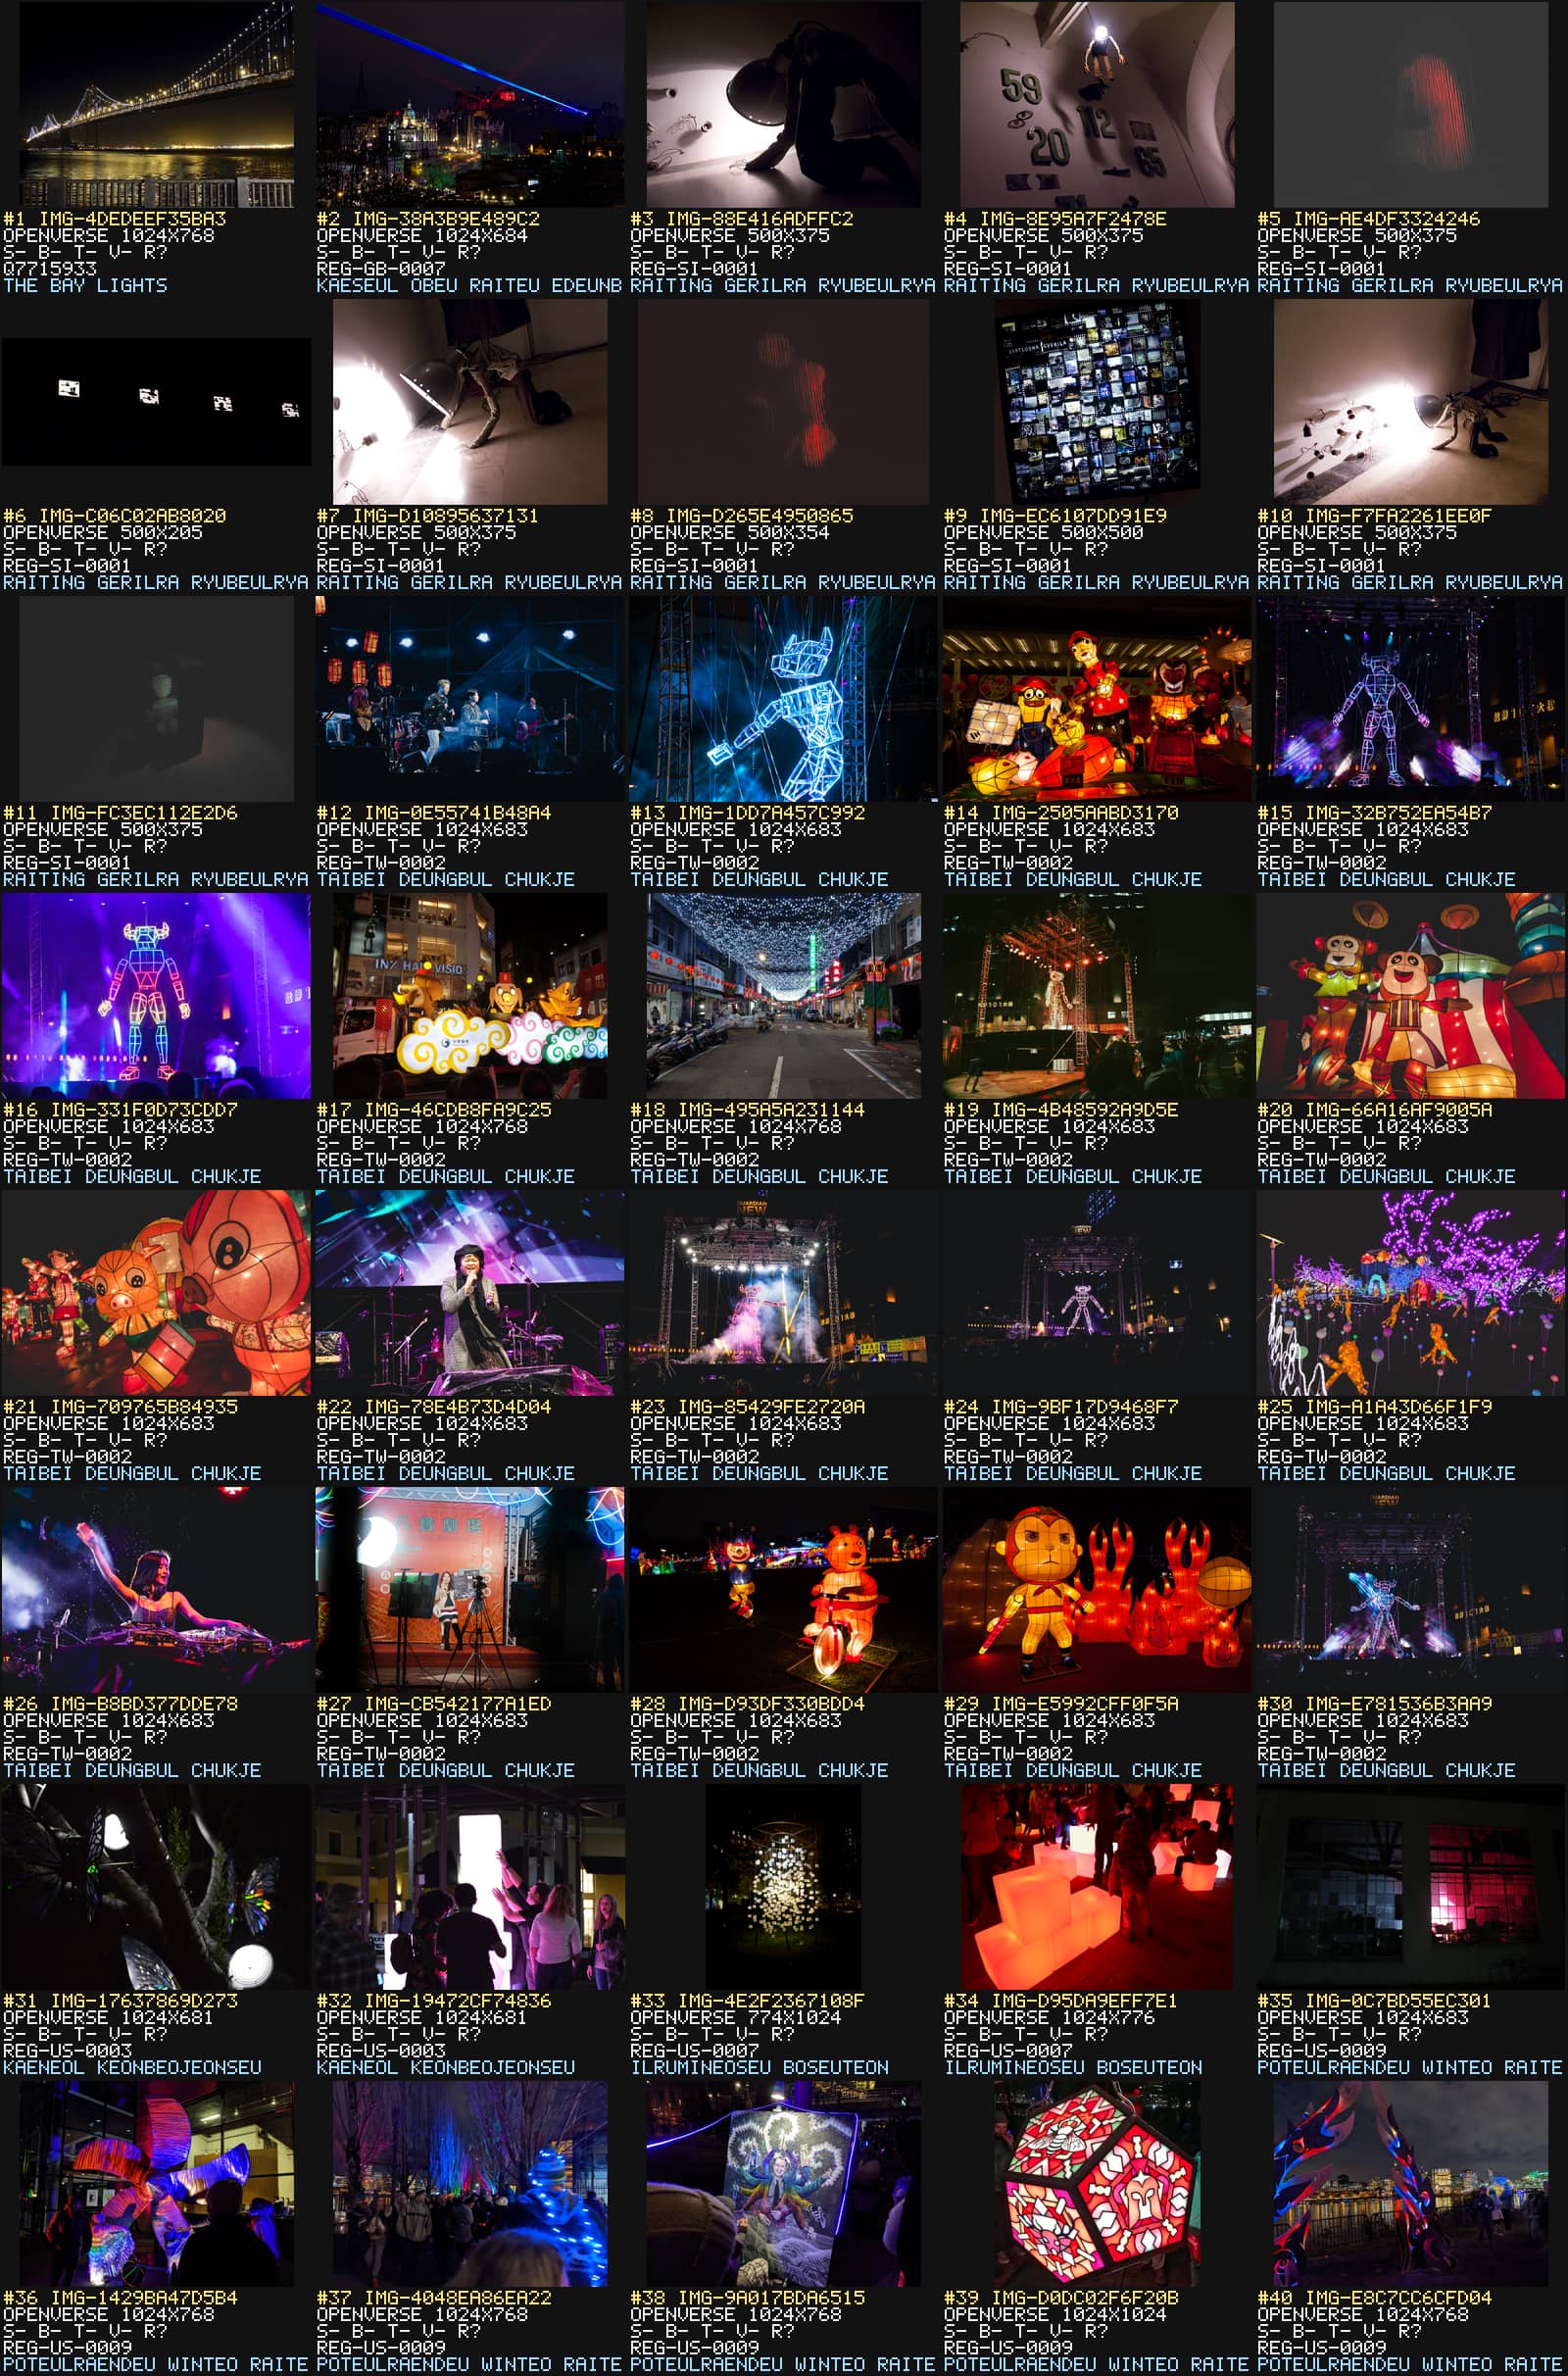 59
112
20
65
#1 IMG-4DEDEEF35BA3
OPENVERSE 1024X768
S- B- T- V- R?
Q7715933
THE BAY LIGHTS
#2 IMG-38A3B9E489C2
OPENVERSE 1024X684
S- B- T- V- R?
REG-GB-0007
KAESEUL OBEU RAITEU EDEUNB
#3 IMG-88E416ADFFC2
OPENVERSE 500X375
S- B- T- V- R?
REG-SI-0001
RAITING GERILRA RYUBEULRYA
#4 IMG-8E95A7F2478E
OPENVERSE 500X375
S- B- T- V- R?
REG-SI-0001
RAITING GERILRA RYUBEULRYA
#5 IMG-AE4DF3324246
OPENVERSE 500X375
S- B- T- V- R?
REG-SI-0001
RAITING GERILRA RYUBEULRYA
#6 IMG-C06C02AB8020
OPENVERSE 500X205
S- B- T- V- R?
REG-SI-0001
RAITING GERILRA RYUBEULRYA
#7 IMG-D10895637131
OPENVERSE 500X375
S- B- T- V- R?
REG-SI-0001
RAITING GERILRA RYUBEULRYA
#8 IMG-D265E4950865
OPENVERSE 500X354
S- B- T- V- R?
REG-SI-0001
RAITING GERILRA RYUBEULRYA
#9 IMG-EC6107DD91E9
OPENVERSE 500X500
S- B- T- V- R?
REG-SI-0001
RAITING GERILRA RYUBEULRYA
#10 IMG-F7FA2261EE0F
OPENVERSE 500X375
S- B- T- V- R?
REG-SI-0001
RAITING GERILRA RYUBEULRYA
#11 IMG-FC3EC112E2D6
OPENVERSE 500X375
S- B- T- V- R?
REG-SI-0001
RAITING GERILRA RYUBEULRYA
#12 IMG-0E55741B48A4
OPENVERSE 1024X683
S- B- T- V- R?
REG-TW-0002
TAIBEI DEUNGBUL CHUKJE
#13 IMG-1DD7A457C992
OPENVERSE 1024X683
S- B- T- V- R?
REG-TW-0002
TAIBEI DEUNGBUL CHUKJE
#14 IMG-2505AABD3170
OPENVERSE 1024X683
S- B- T- V- R?
REG-TW-0002
TAIBEI DEUNGBUL CHUKJE
#15 IMG-32B752EA54B7
OPENVERSE 1024X683
S- B- T- V- R?
REG-TW-0002
TAIBEI DEUNGBUL CHUKJE
#16 IMG-331F0D73CDD7
OPENVERSE 1024X683
S- B- T- V- R?
REG-TW-0002
TAIBEI DEUNGBUL CHUKJE
#17 IMG-46CDB8FA9C25
OPENVERSE 1024X768
S- B- T- V- R?
REG-TW-0002
TAIBEI DEUNGBUL CHUKJE
#18 IMG-495A5A231144
OPENVERSE 1024X768
S- B- T- V- R?
REG-TW-0002
TAIBEI DEUNGBUL CHUKJE
#19 IMG-4B48592A9D5E
OPENVERSE 1024X683
S- B- T- V- R?
REG-TW-0002
TAIBEI DEUNGBUL CHUKJE
#20 IMG-66A16AF9005A
OPENVERSE 1024X683
S- B- T- V- R?
REG-TW-0002
TAIBEI DEUNGBUL CHUKJE
#21 IMG-709765B84935
OPENVERSE 1024X683
S- B- T- V- R?
REG-TW-0002
TAIBEI DEUNGBUL CHUKJE
#22 IMG-78E4B73D4D04
OPENVERSE 1024X683
S- B- T- V- R?
REG-TW-0002
TAIBEI DEUNGBUL CHUKJE
#23 IMG-85429FE2720A
OPENVERSE 1024X683
S- B- T- V- R?
REG-TW-0002
TAIBEI DEUNGBUL CHUKJE
#24 IMG-9BF17D9468F7
OPENVERSE 1024X683
S- B- T- V- R?
REG-TW-0002
TAIBEI DEUNGBUL CHUKJE
#25 IMG-A1A43D66F1F9
OPENVERSE 1024X683
S- B- T- V- R?
REG-TW-0002
TAIBEI DEUNGBUL CHUKJE
#26 IMG-B8BD377DDE78
OPENVERSE 1024X683
S- B- T- V- R?
REG-TW-0002
TAIBEI DEUNGBUL CHUKJE
#27 IMG-CB542177A1ED
OPENVERSE 1024X683
S- B- T- V- R?
REG-TW-0002
TAIBEI DEUNGBUL CHUKJE
#28 IMG-D93DF330BDD4
OPENVERSE 1024X683
S- B- T- V- R?
REG-TW-0002
TAIBEI DEUNGBUL CHUKJE
#29 IMG-E5992CFF0F5A
OPENVERSE 1024X683
S- B- T- V- R?
REG-TW-0002
TAIBEI DEUNGBUL CHUKJE
#30 IMG-E781536B3AA9
OPENVERSE 1024X683
S- B- T- V- R?
REG-TW-0002
TAIBEI DEUNGBUL CHUKJE
#31 IMG-17637869D273
OPENVERSE 1024X681
S- B- T- V- R?
REG-US-0003
KAENEOL KEONBEOJEONSEU
#32 IMG-19472CF74836
OPENVERSE 1024X681
S- B- T- V- R?
REG-US-0003
KAENEOL KEONBEOJEONSEU
#33 IMG-4E2F2367108F
OPENVERSE 774X1024
S- B- T- V- R?
REG-US-0007
ILRUMINEOSEU BOSEUTEON
#34 IMG-D95DA9EFF7E1
OPENVERSE 1024X776
S- B- T- V- R?
REG-US-0007
ILRUMINEOSEU BOSEUTEON
#35 IMG-0C7BD55EC301
OPENVERSE 1024X683
S- B- T- V- R?
REG-US-0009
POTEULRAENDEU WINTEO RAITE
#36 IMG-1429BA47D5B4
OPENVERSE 1024X768
S- B- T- V- R?
REG-US-0009
POTEULRAENDEU WINTEO RAITE
#37 IMG-4048EA86EA22
OPENVERSE 1024X768
S- B- T- V- R?
REG-US-0009
POTEULRAENDEU WINTEO RAITE
#38 IMG-9A017BDA6515
OPENVERSE 1024X768
S- B- T- V- R?
REG-US-0009
POTEULRAENDEU WINTEO RAITE
#39 IMG-D0DC02F6F20B
OPENVERSE 1024X1024
S- B- T- V- R?
REG-US-0009
POTEULRAENDEU WINTEO RAITE
#40 IMG-E8C7CC6CFD04
OPENVERSE 1024X768
S- B- T- V- R?
REG-US-0009
POTEULRAENDEU WINTEO RAITE